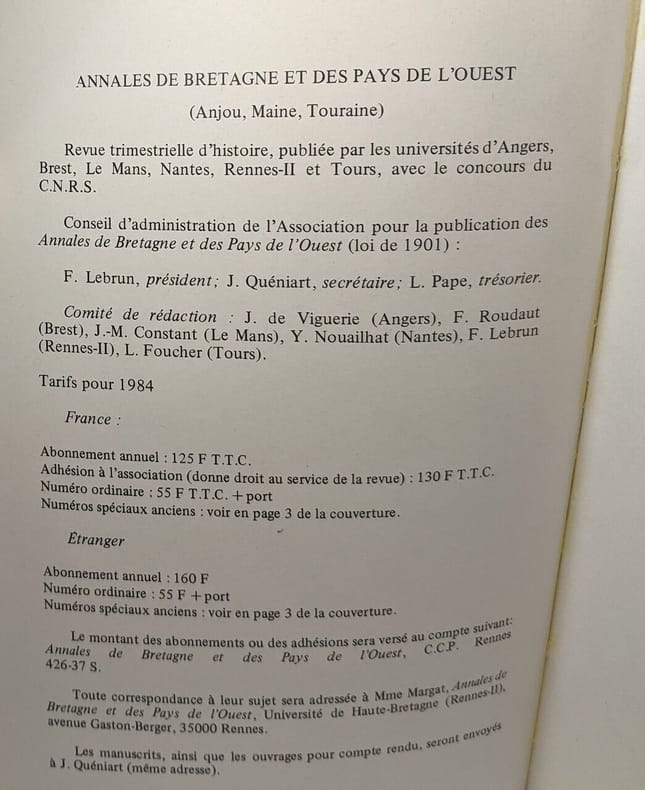 ANNALES DE BRETAGNE ET DES PAYS DE L'OUEST
(Anjou, Maine, Touraine)
Revue trimestrielle d'histoire, publiée par les universités d'Angers,
Brest, Le Mans, Nantes, Rennes-II et Tours, avec le concours du
C.N.R.S.
Conseil d'administration de l'Association pour la publication des
Annales de Bretagne et des Pays de l'Ouest (loi de 1901) :
F. Lebrun, président; J. Quéniart, secrétaire; L. Pape, trésorier.
Comité de rédaction : J. de Viguerie (Angers), F. Roudaut
(Brest), J.-M. Constant (Le Mans), Y. Nouailhat (Nantes), F. Lebrun
(Rennes-II), L. Foucher (Tours).
Tarifs pour 1984
France :
Abonnement annuel : 125 F T.T.C.
Adhésion à l'association (donne droit au service de la revue) : 130 F T.T.C.
Numéro ordinaire : 55 F T.T.C. + port
Numéros spéciaux anciens : voir en page 3 de la couverture.
Étranger
Abonnement annuel : 160 F
Numéro ordinaire : 55 F + port
Numéros spéciaux anciens : voir en page 3 de la couverture.
Le montant des abonnements ou des adhésions sera versé au compte suivant:
Annales de Bretagne et des Pays de l'Ouest, C.C.P. Rennes
426-37 S.
Toute correspondance à leur sujet sera adressée à Mme Margat, Annales de
Bretagne et des Pays de l'Ouest, Université de Haute-Bretagne (Rennes-II),
avenue Gaston-Berger, 35000 Rennes.
Les manuscrits, ainsi que les ouvrages pour compte rendu, seront envoyés
à J. Quéniart (même adresse).